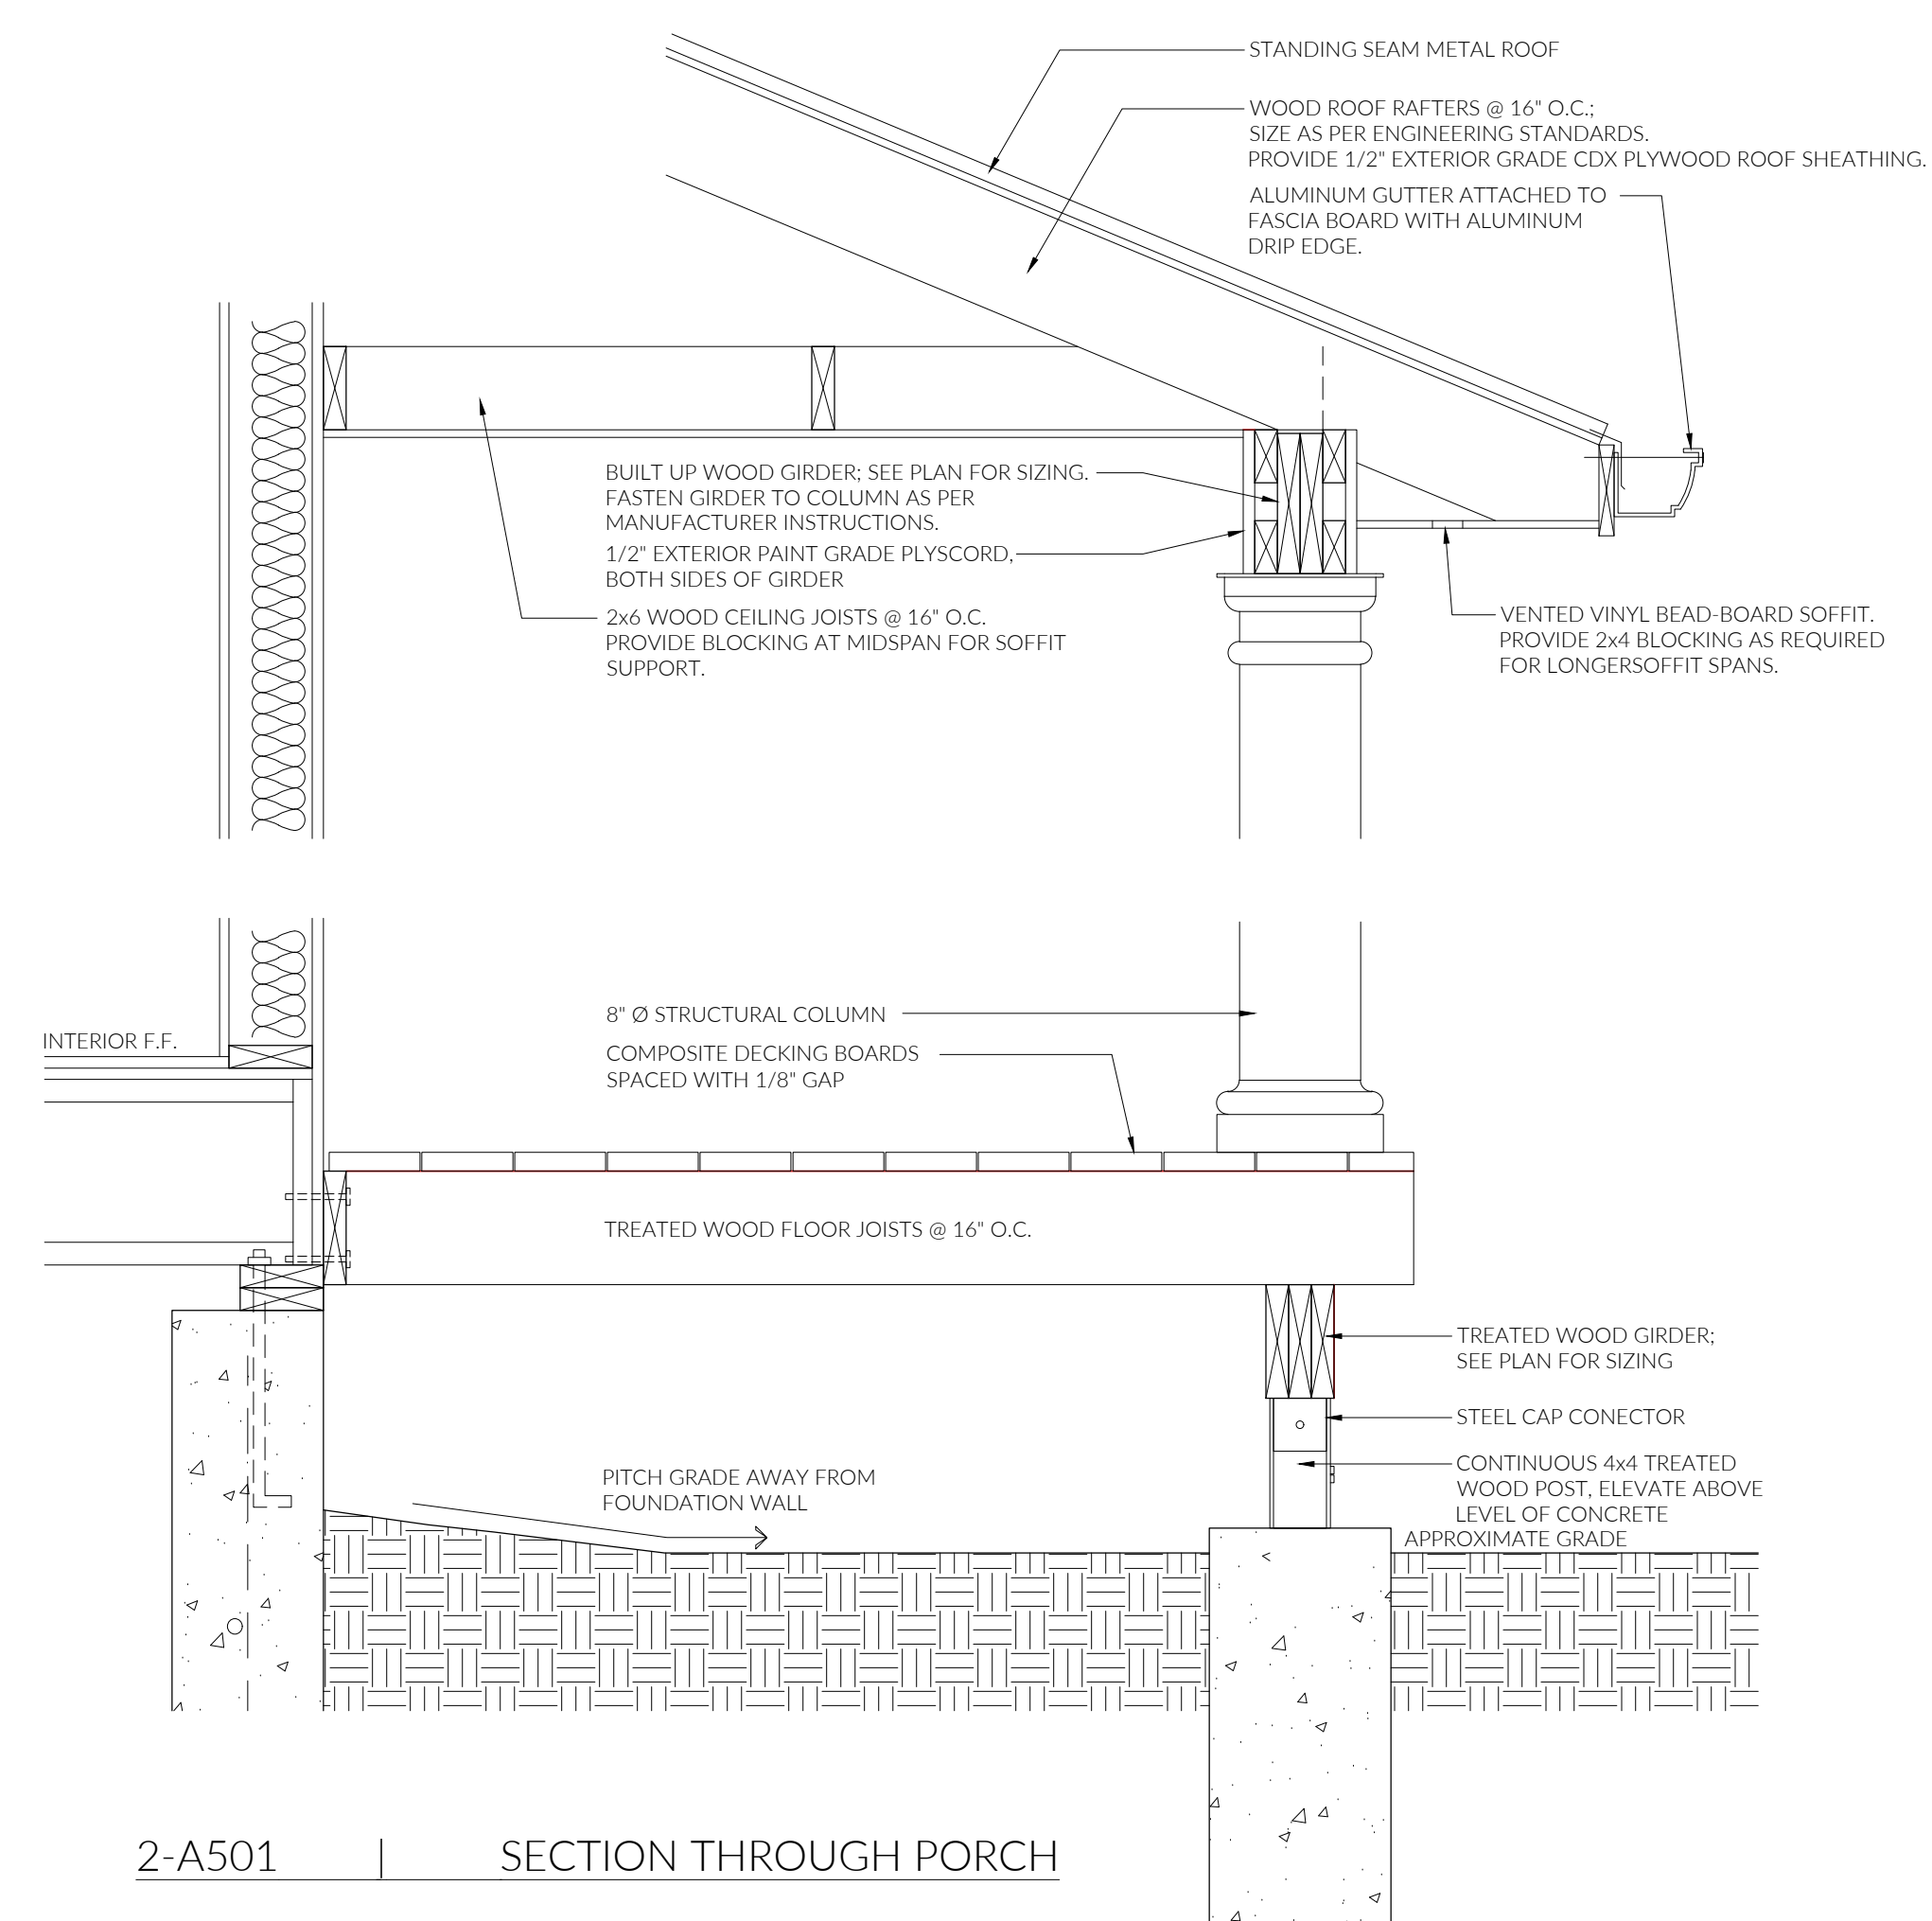 STANDING SEAM METAL ROOF
WOOD ROOF RAFTERS @ 16" O.C.;
SIZE AS PER ENGINEERING STANDARDS.
PROVIDE 1/2" EXTERIOR GRADE CDX PLYWOOD ROOF SHEATHING.
ALUMINUM GUTTER ATTACHED TO
FASCIA BOARD WITH ALUMINUM
DRIP EDGE.
BUILT UP WOOD GIRDER; SEE PLAN FOR SIZING.
FASTEN GIRDER TO COLUMN AS PER
MANUFACTURER INSTRUCTIONS.
1/2" EXTERIOR PAINT GRADE PLYSCORD,
BOTH SIDES OF GIRDER
2x6 WOOD CEILING JOISTS @ 16" O.C.
PROVIDE BLOCKING AT MIDSPAN FOR SOFFIT
SUPPORT.
VENTED VINYL BEAD-BOARD SOFFIT.
PROVIDE 2x4 BLOCKING AS REQUIRED
FOR LONGERSOFFIT SPANS.
8" Ø STRUCTURAL COLUMN
INTERIOR F.F.
COMPOSITE DECKING BOARDS
SPACED WITH 1/8" GAP
TREATED WOOD FLOOR JOISTS @ 16" O.C.
TREATED WOOD GIRDER;
SEE PLAN FOR SIZING
STEEL CAP CONECTOR
CONTINUOUS 4x4 TREATED
WOOD POST, ELEVATE ABOVE
LEVEL OF CONCRETE
APPROXIMATE GRADE
PITCH GRADE AWAY FROM
FOUNDATION WALL
2-A501 | SECTION THROUGH PORCH